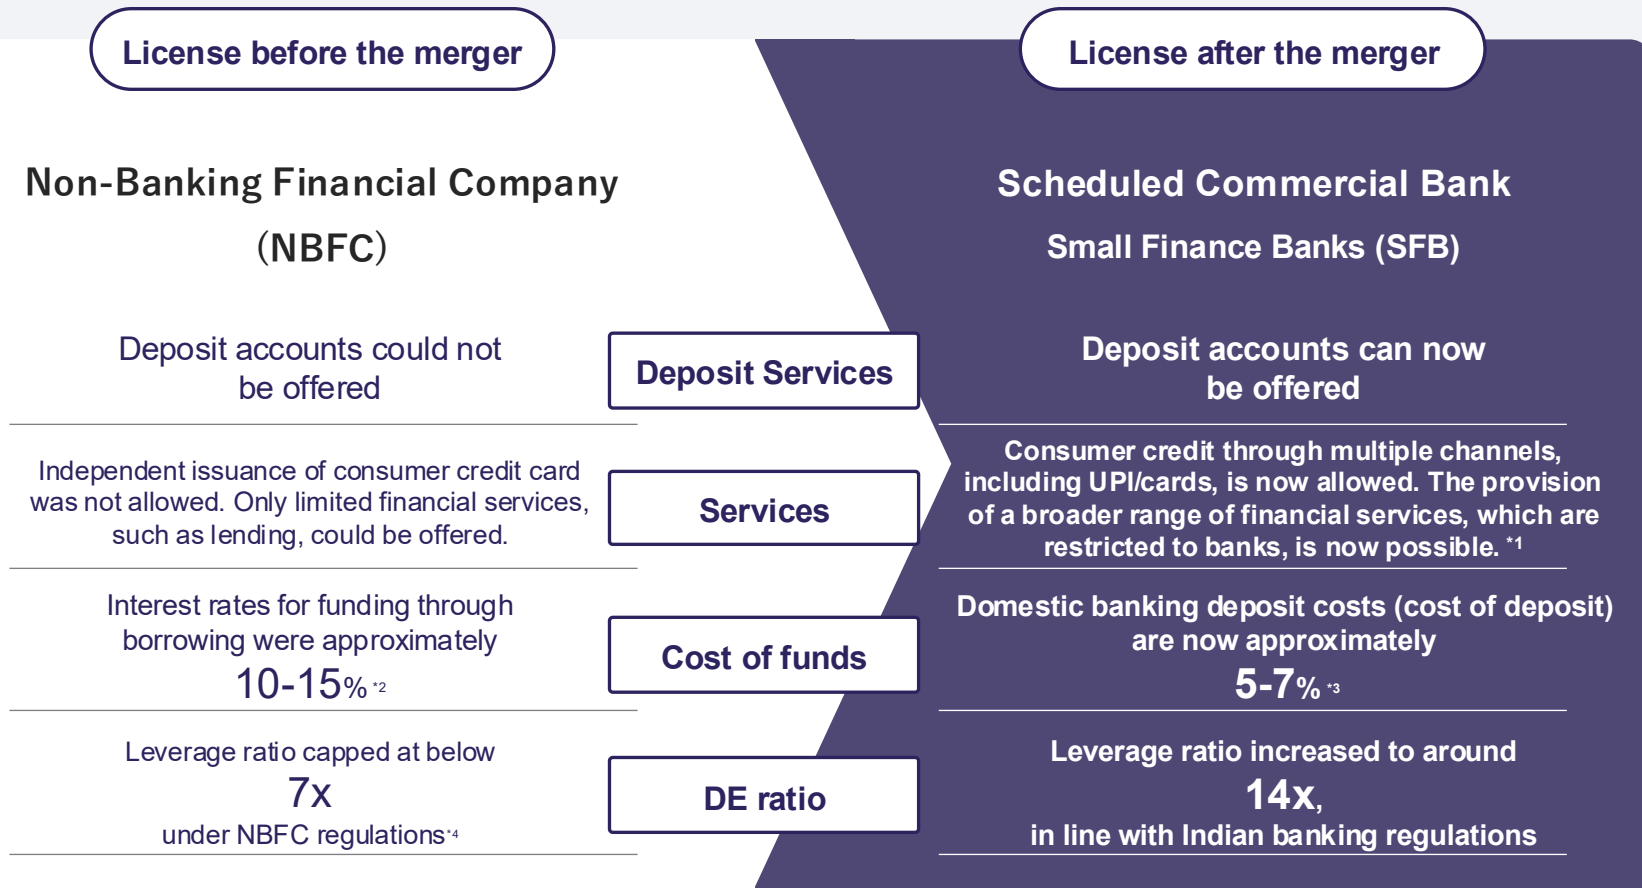 License before the merger
License after the merger
Non-Banking Financial Company
(NBFC)
Scheduled Commercial Bank
Small Finance Banks (SFB)
Deposit accounts could not
be offered
Deposit Services
Deposit accounts can now
be offered
Independent issuance of consumer credit card
was not allowed. Only limited financial services,
such as lending, could be offered.
Services
Consumer credit through multiple channels,
including UPI/cards, is now allowed. The provision
of a broader range of financial services, which are
restricted to banks, is now possible. *1
Interest rates for funding through
borrowing were approximately
10-15% *2
Cost of funds
Domestic banking deposit costs (cost of deposit)
are now approximately
5-7% *3
Leverage ratio capped at below
7x
under NBFC regulations*4
DE ratio
Leverage ratio increased to around
14x,
in line with Indian banking regulations